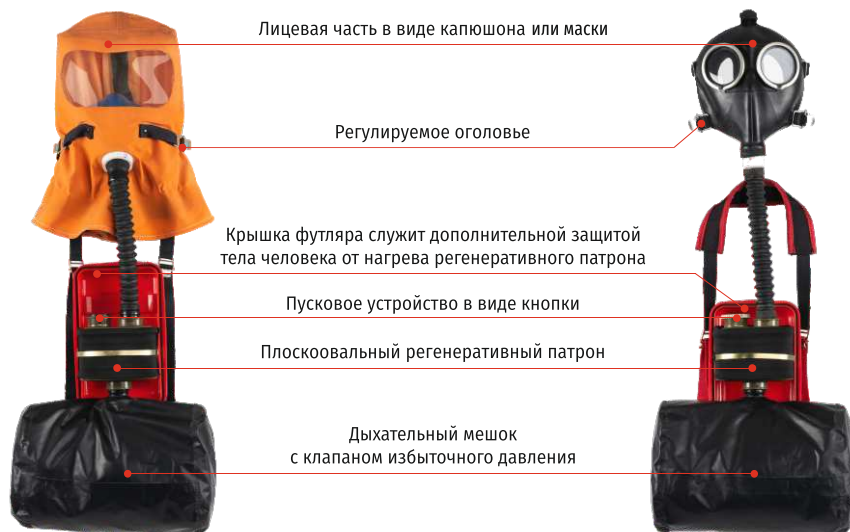 Лицевая часть в виде капюшона или маски
Регулируемое оголовье
Крышка футляра служит дополнительной защитой
тела человека от нагрева регенеративного патрона
Пусковое устройство в виде кнопки
Плоскоовальный регенеративный патрон
Дыхательный мешок
с клапаном избыточного давления